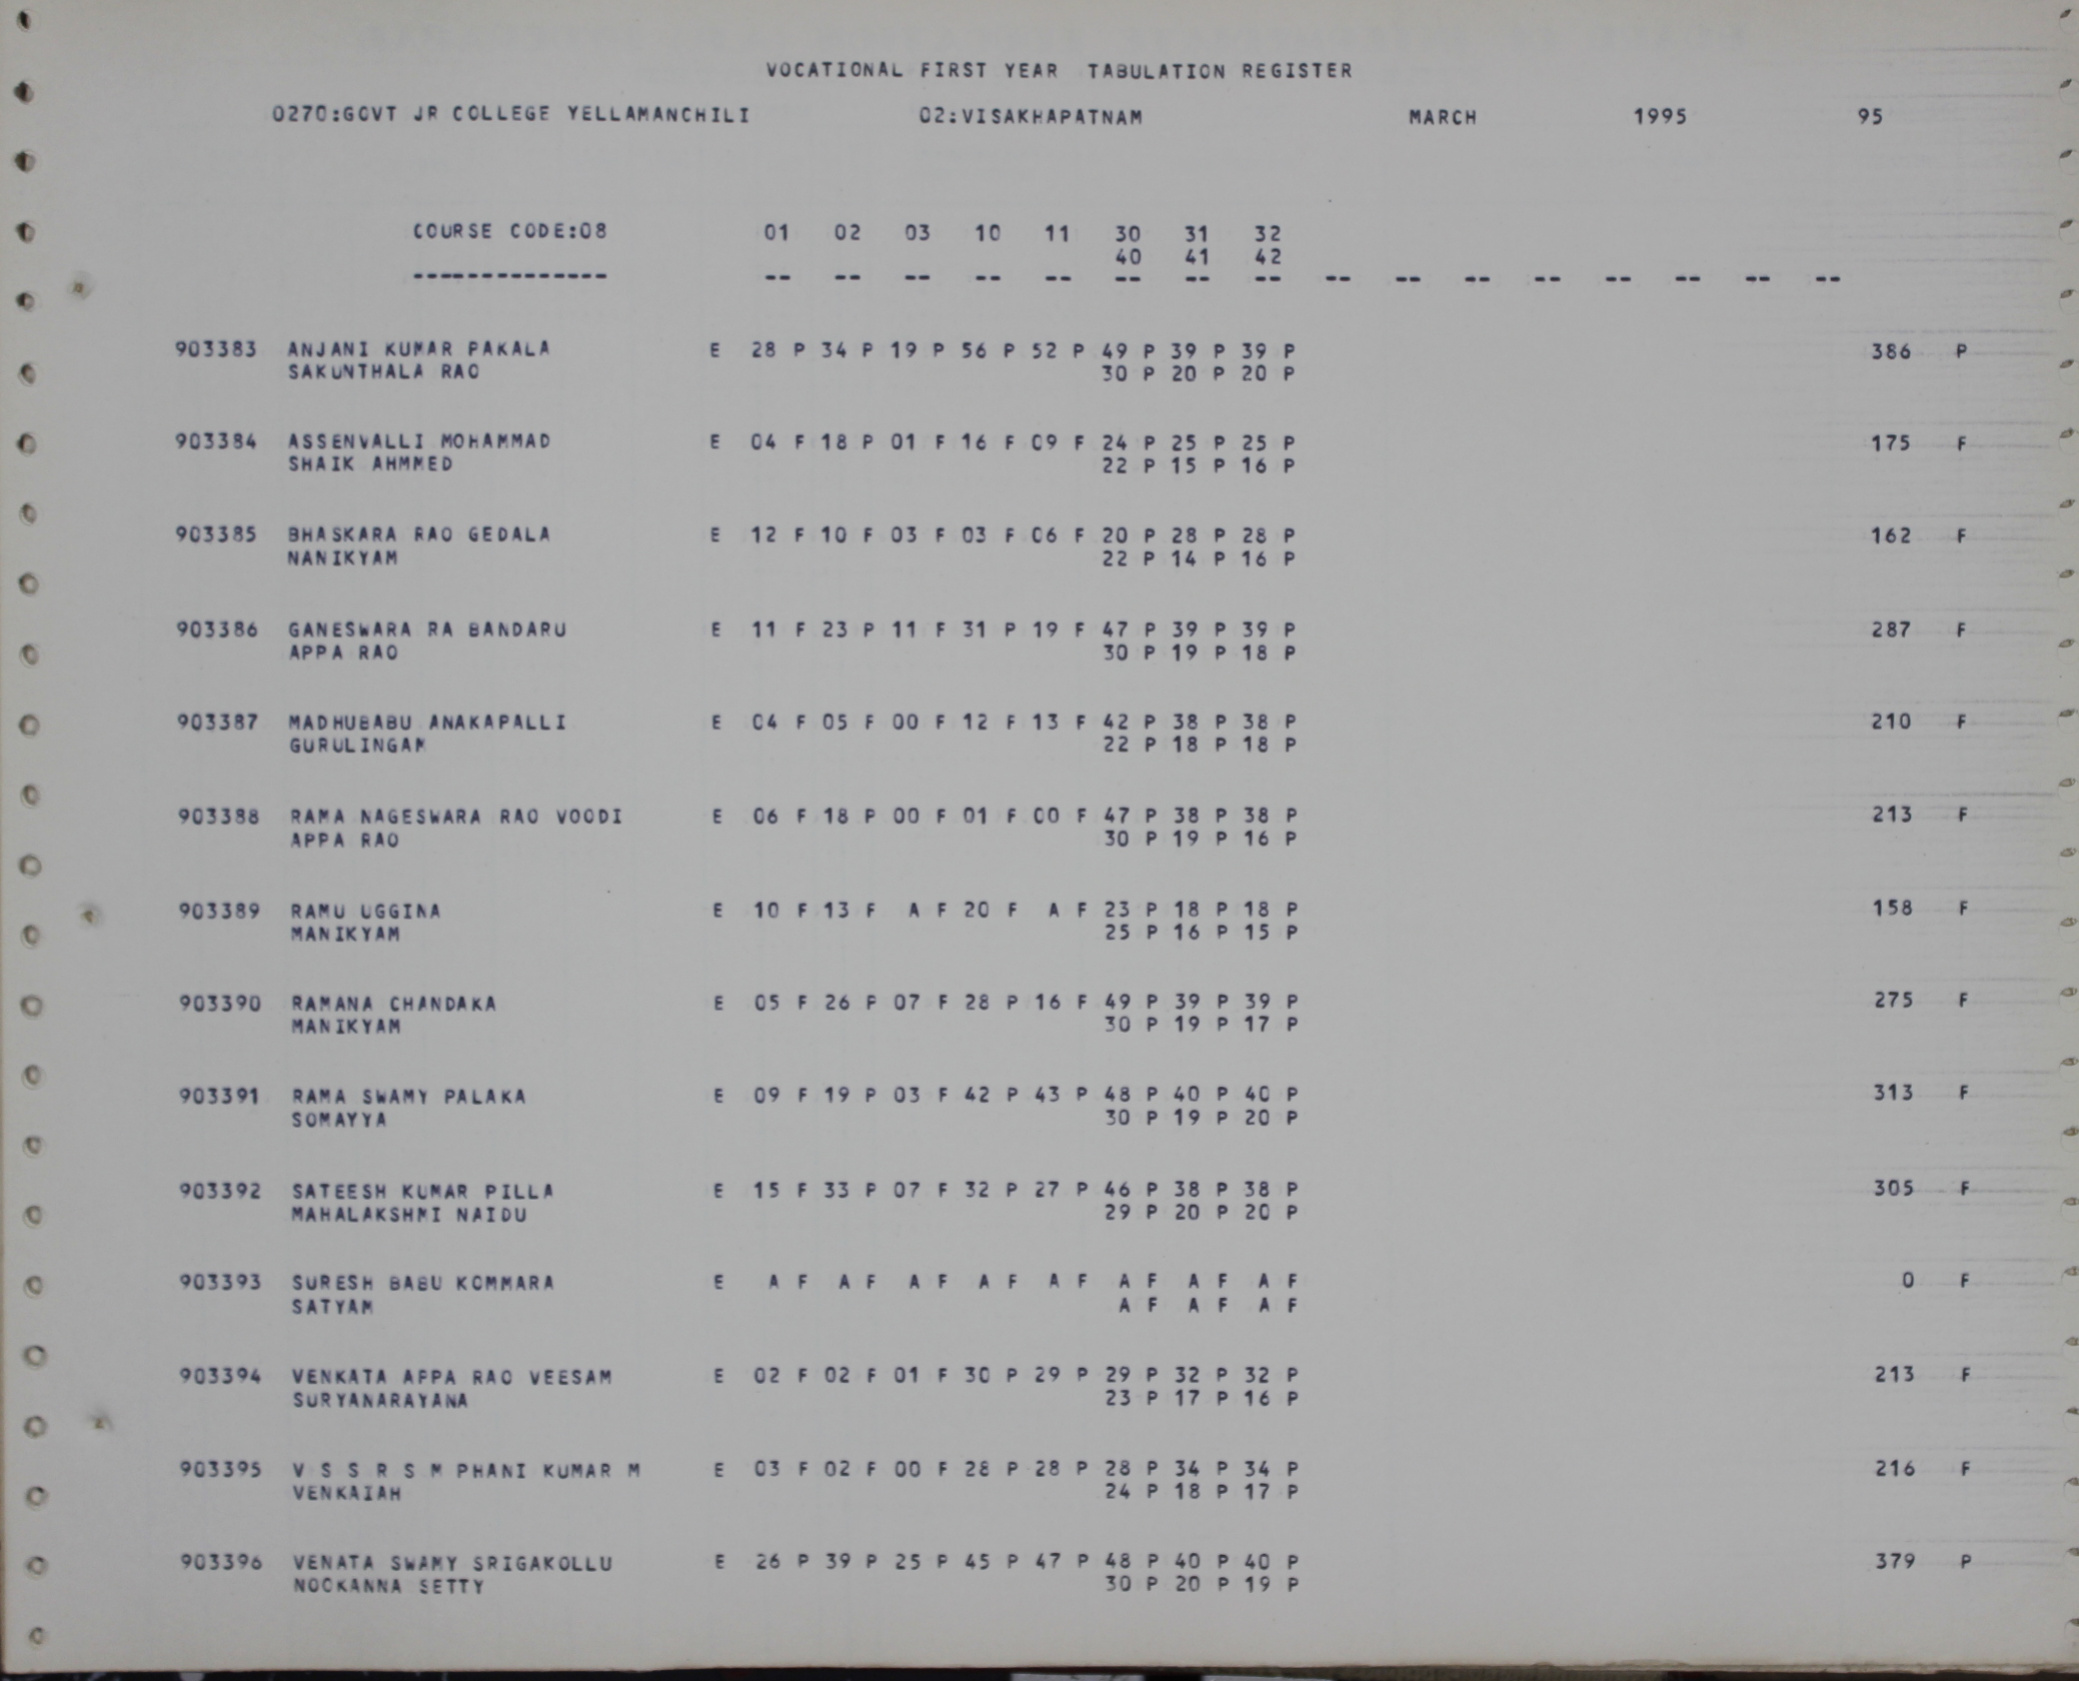 VOCATIONAL FIRST YEAR TABULATION REGISTER
0270:GOVT JR COLLEGE YELLAMANCHILI 02:VISAKHAPATNAM MARCH 1995 95
COURSE CODE:08 01 02 03 10 11 30 31 32
40 41 42
-------------- -- -- -- -- -- -- -- -- -- -- -- -- -- -- -- --
903383 ANJANI KUMAR PAKALA E 28 P 34 P 19 P 56 P 52 P 49 P 39 P 39 P 386 P
SAKUNTHALA RAO 30 P 20 P 20 P
903384 ASSENVALLI MOHAMMAD E 04 F 18 P 01 F 16 F 09 F 24 P 25 P 25 P 175 F
SHAIK AHMMED 22 P 15 P 16 P
903385 BHASKARA RAO GEDALA E 12 F 10 F 03 F 03 F 06 F 20 P 28 P 28 P 162 F
NANIKYAM 22 P 14 P 16 P
903386 GANESWARA RA BANDARU E 11 F 23 P 11 F 31 P 19 F 47 P 39 P 39 P 287 F
APPA RAO 30 P 19 P 18 P
903387 MADHUBABU ANAKAPALLI E 04 F 05 F 00 F 12 F 13 F 42 P 38 P 38 P 210 F
GURULINGAM 22 P 18 P 18 P
903388 RAMA NAGESWARA RAO VOODI E 06 F 18 P 00 F 01 F 00 F 47 P 38 P 38 P 213 F
APPA RAO 30 P 19 P 16 P
903389 RAMU UGGINA E 10 F 13 F A F 20 F A F 23 P 18 P 18 P 158 F
MANIKYAM 25 P 16 P 15 P
903390 RAMANA CHANDAKA E 05 F 26 P 07 F 28 P 16 F 49 P 39 P 39 P 275 F
MANIKYAM 30 P 19 P 17 P
903391 RAMA SWAMY PALAKA E 09 F 19 P 03 F 42 P 43 P 48 P 40 P 40 P 313 F
SOMAYYA 30 P 19 P 20 P
903392 SATEESH KUMAR PILLA E 15 F 33 P 07 F 32 P 27 P 46 P 38 P 38 P 305 F
MAHALAKSHMI NAIDU 29 P 20 P 20 P
903393 SURESH BABU KOMMARA E A F A F A F A F A F A F A F A F 0 F
SATYAM A F A F A F
903394 VENKATA APPA RAO VEESAM E 02 F 02 F 01 F 30 P 29 P 29 P 32 P 32 P 213 F
SURYANARAYANA 23 P 17 P 16 P
903395 V S S R S M PHANI KUMAR M E 03 F 02 F 00 F 28 P 28 P 28 P 34 P 34 P 216 F
VENKAIAH 24 P 18 P 17 P
903396 VENATA SWAMY SRIGAKOLLU E 26 P 39 P 25 P 45 P 47 P 48 P 40 P 40 P 379 P
NOOKANNA SETTY 30 P 20 P 19 P